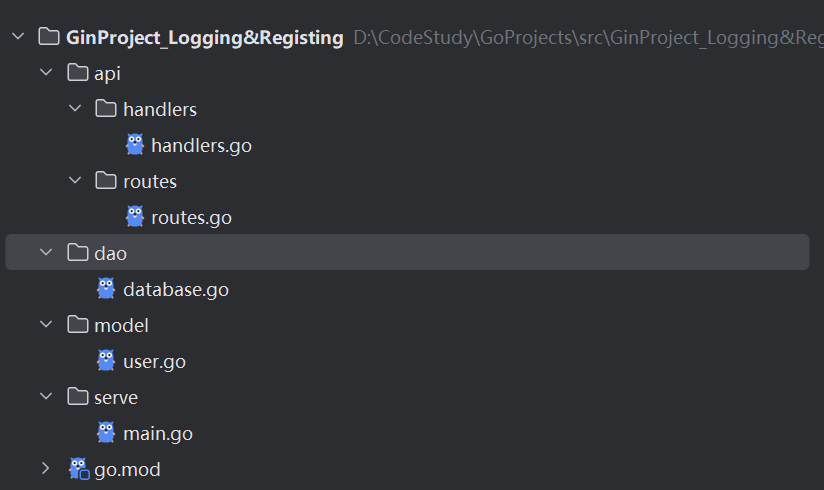 GinProject_Logging&Registing D:\CodeStudy\GoProjects\src\GinProject_Logging&Reg
api
handlers
handlers.go
routes
routes.go
dao
database.go
model
user.go
serve
main.go
go.mod